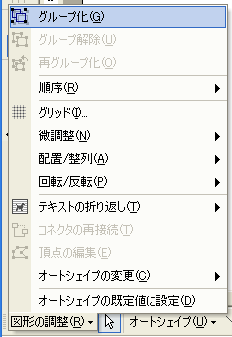 グループ化(G)
グループ解除(U)
再グループ化(O)
順序(R)
グリッド(I)...
微調整(N)
配置/整列(A)
回転/反転(P)
テキストの折り返し(T)
コネクタの再接続(T)
頂点の編集(E)
オートシェイプの変更(C)
オートシェイプの既定値に設定(D)
図形の調整(R) オートシェイプ(U)